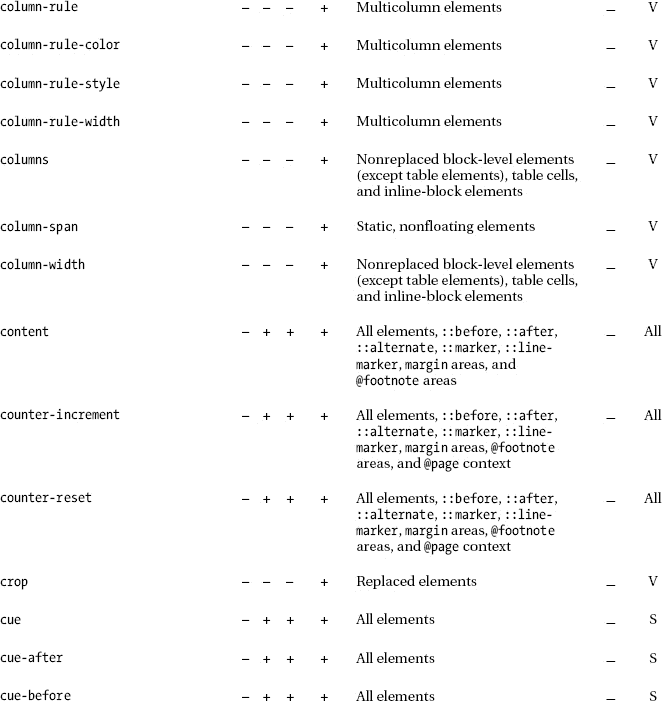 column-rule – – – + Multicolumn elements – V
column-rule-color – – – + Multicolumn elements – V
column-rule-style – – – + Multicolumn elements – V
column-rule-width – – – + Multicolumn elements – V
columns – – – + Nonreplaced block-level elements – V
(except table elements), table cells,
and inline-block elements
column-span – – – + Static, nonfloating elements – V
column-width – – – + Nonreplaced block-level elements – V
(except table elements), table cells,
and inline-block elements
content – + + + All elements, ::before, ::after, – All
::alternate, ::marker, ::line-
marker, margin areas, and
@footnote areas
counter-increment – + + + All elements, ::before, ::after, – All
::alternate, ::marker, ::line-
marker, margin areas, @footnote
areas, and @page context
counter-reset – + + + All elements, ::before, ::after, – All
::alternate, ::marker, ::line-
marker, margin areas, @footnote
areas, and @page context
crop – – – + Replaced elements – V
cue – + + + All elements – S
cue-after – + + + All elements – S
cue-before – + + + All elements – S